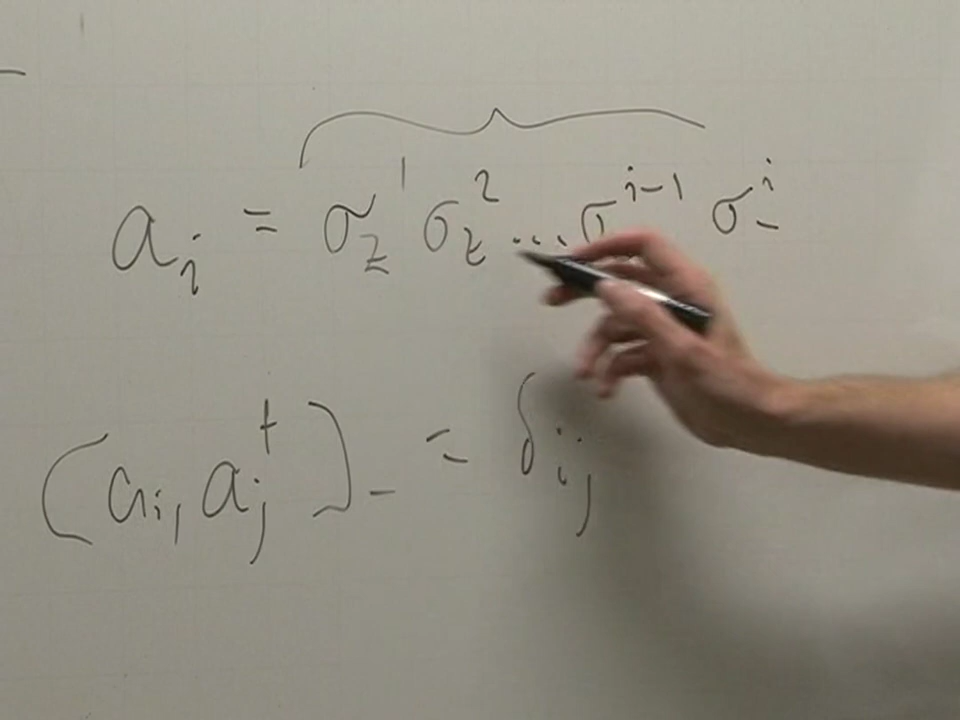 a_i = σ_z^1 σ_z^2 ... σ^{i-1} σ_-^i
[a_i, a_j^†]_- = δ_ij